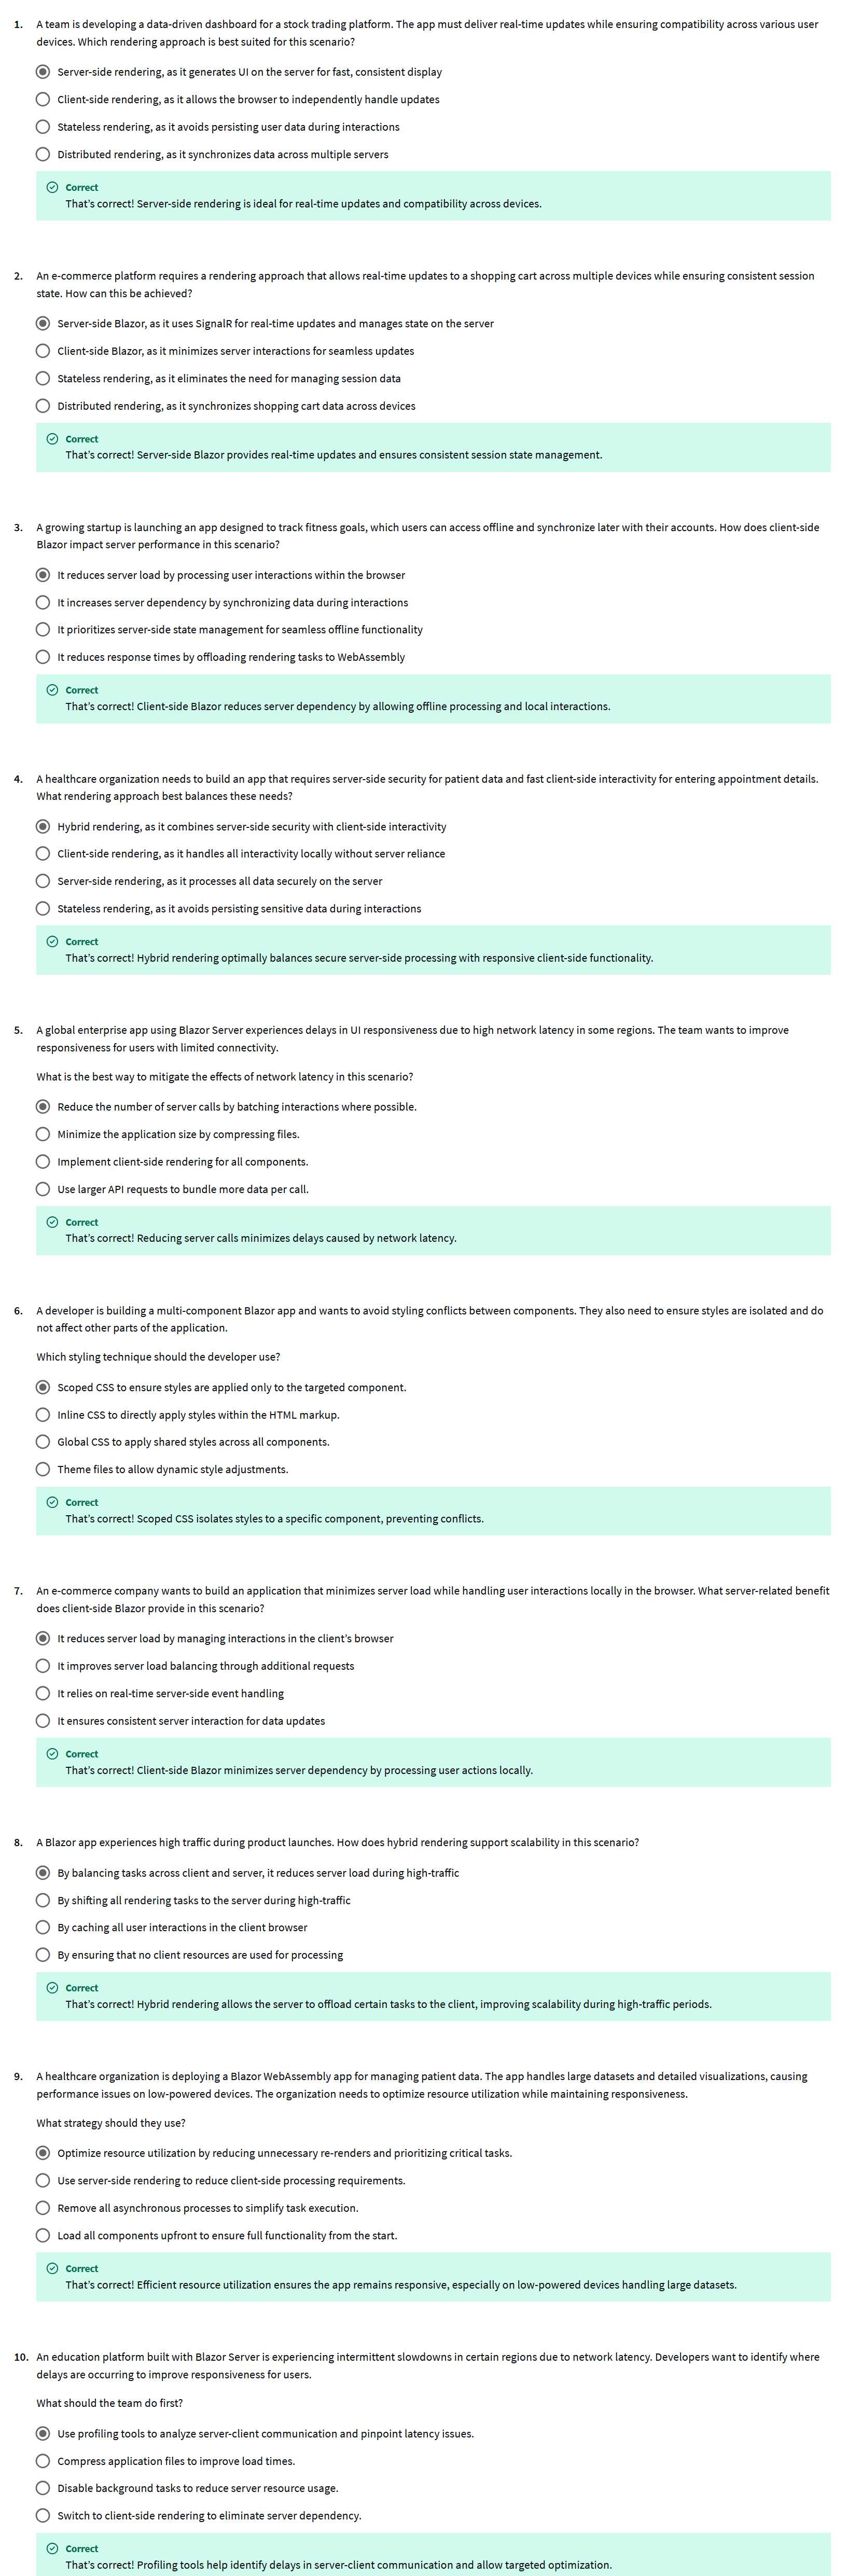 1. A team is developing a data-driven dashboard for a stock trading platform. The app must deliver real-time updates while ensuring compatibility across various user
devices. Which rendering approach is best suited for this scenario?
Server-side rendering, as it generates UI on the server for fast, consistent display
Client-side rendering, as it allows the browser to independently handle updates
Stateless rendering, as it avoids persisting user data during interactions
Distributed rendering, as it synchronizes data across multiple servers
Correct
That's correct! Server-side rendering is ideal for real-time updates and compatibility across devices.
2. An e-commerce platform requires a rendering approach that allows real-time updates to a shopping cart across multiple devices while ensuring consistent session
state. How can this be achieved?
Server-side Blazor, as it uses SignalR for real-time updates and manages state on the server
Client-side Blazor, as it minimizes server interactions for seamless updates
Stateless rendering, as it eliminates the need for managing session data
Distributed rendering, as it synchronizes shopping cart data across devices
Correct
That's correct! Server-side Blazor provides real-time updates and ensures consistent session state management.
3. A growing startup is launching an app designed to track fitness goals, which users can access offline and synchronize later with their accounts. How does client-side
Blazor impact server performance in this scenario?
It reduces server load by processing user interactions within the browser
It increases server dependency by synchronizing data during interactions
It prioritizes server-side state management for seamless offline functionality
It reduces response times by offloading rendering tasks to WebAssembly
Correct
That's correct! Client-side Blazor reduces server dependency by allowing offline processing and local interactions.
4. A healthcare organization needs to build an app that requires server-side security for patient data and fast client-side interactivity for entering appointment details.
What rendering approach best balances these needs?
Hybrid rendering, as it combines server-side security with client-side interactivity
Client-side rendering, as it handles all interactivity locally without server reliance
Server-side rendering, as it processes all data securely on the server
Stateless rendering, as it avoids persisting sensitive data during interactions
Correct
That's correct! Hybrid rendering optimally balances secure server-side processing with responsive client-side functionality.
5. A global enterprise app using Blazor Server experiences delays in UI responsiveness due to high network latency in some regions. The team wants to improve
responsiveness for users with limited connectivity.
What is the best way to mitigate the effects of network latency in this scenario?
Reduce the number of server calls by batching interactions where possible.
Minimize the application size by compressing files.
Implement client-side rendering for all components.
Use larger API requests to bundle more data per call.
Correct
That's correct! Reducing server calls minimizes delays caused by network latency.
6. A developer is building a multi-component Blazor app and wants to avoid styling conflicts between components. They also need to ensure styles are isolated and do
not affect other parts of the application.
Which styling technique should the developer use?
Scoped CSS to ensure styles are applied only to the targeted component.
Inline CSS to directly apply styles within the HTML markup.
Global CSS to apply shared styles across all components.
Theme files to allow dynamic style adjustments.
Correct
That's correct! Scoped CSS isolates styles to a specific component, preventing conflicts.
7. An e-commerce company wants to build an application that minimizes server load while handling user interactions locally in the browser. What server-related benefit
does client-side Blazor provide in this scenario?
It reduces server load by managing interactions in the client's browser
It improves server load balancing through additional requests
It relies on real-time server-side event handling
It ensures consistent server interaction for data updates
Correct
That's correct! Client-side Blazor minimizes server dependency by processing user actions locally.
8. A Blazor app experiences high traffic during product launches. How does hybrid rendering support scalability in this scenario?
By balancing tasks across client and server, it reduces server load during high-traffic
By shifting all rendering tasks to the server during high-traffic
By caching all user interactions in the client browser
By ensuring that no client resources are used for processing
Correct
That's correct! Hybrid rendering allows the server to offload certain tasks to the client, improving scalability during high-traffic periods.
9. A healthcare organization is deploying a Blazor WebAssembly app for managing patient data. The app handles large datasets and detailed visualizations, causing
performance issues on low-powered devices. The organization needs to optimize resource utilization while maintaining responsiveness.
What strategy should they use?
Optimize resource utilization by reducing unnecessary re-renders and prioritizing critical tasks.
Use server-side rendering to reduce client-side processing requirements.
Remove all asynchronous processes to simplify task execution.
Load all components upfront to ensure full functionality from the start.
Correct
That's correct! Efficient resource utilization ensures the app remains responsive, especially on low-powered devices handling large datasets.
10. An education platform built with Blazor Server is experiencing intermittent slowdowns in certain regions due to network latency. Developers want to identify where
delays are occurring to improve responsiveness for users.
What should the team do first?
Use profiling tools to analyze server-client communication and pinpoint latency issues.
Compress application files to improve load times.
Disable background tasks to reduce server resource usage.
Switch to client-side rendering to eliminate server dependency.
Correct
That's correct! Profiling tools help identify delays in server-client communication and allow targeted optimization.